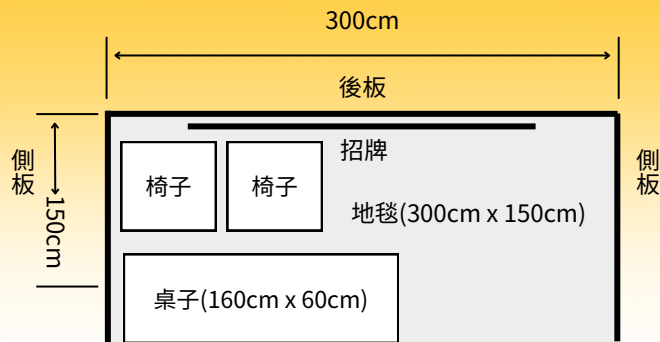 300cm
後板
側板
150cm
招牌
椅子
椅子
地毯(300cm x 150cm)
側板
桌子(160cm x 60cm)